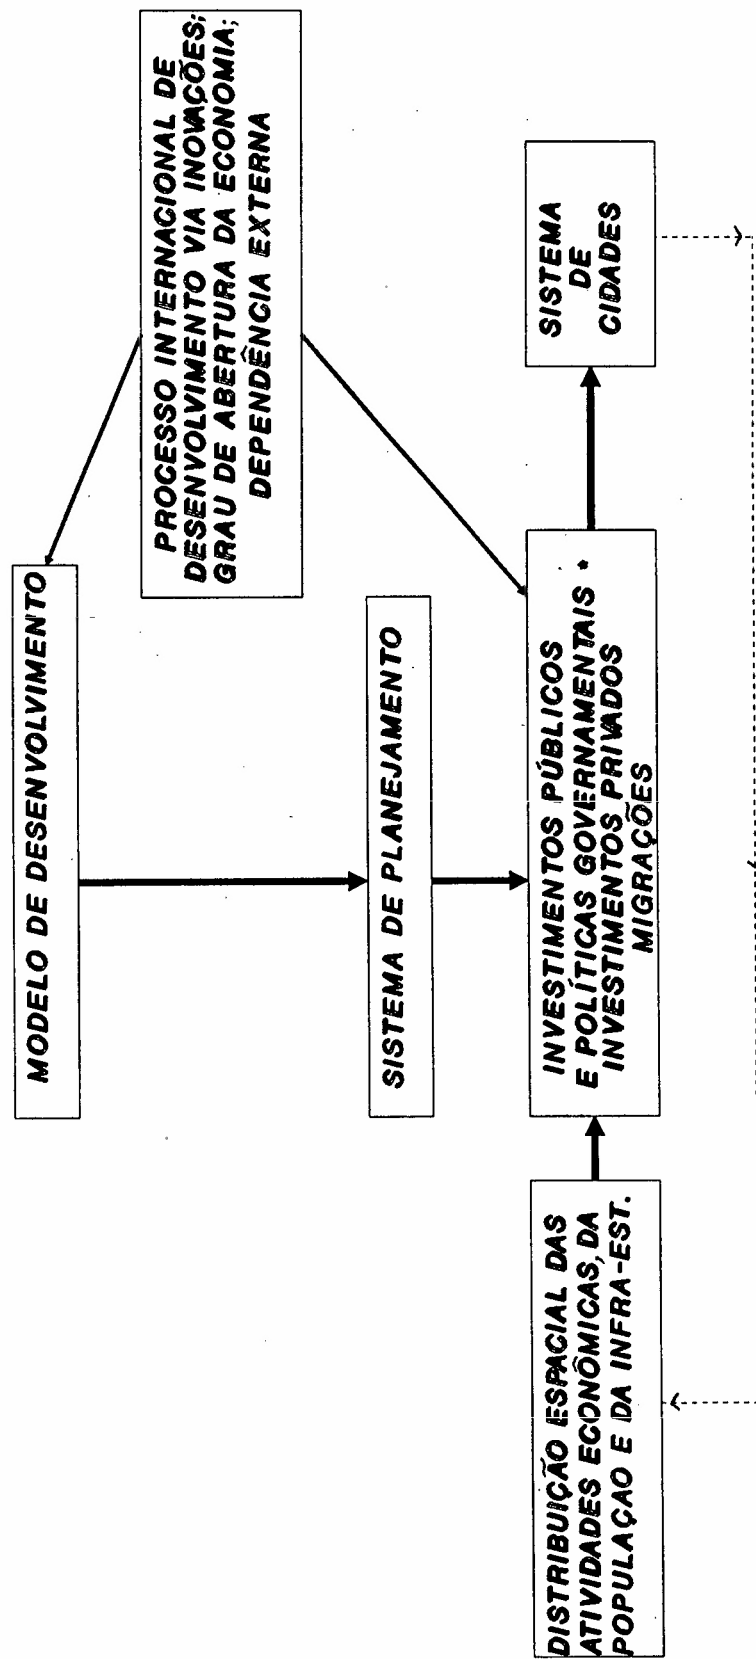 MODELO DE DESENVOLVIMENTO
PROCESSO INTERNACIONAL DE
DESENVOLVIMENTO VIA INOVAÇÕES;
GRAU DE ABERTURA DA ECONOMIA;
DEPENDÊNCIA EXTERNA
SISTEMA DE PLANEJAMENTO
DISTRIBUIÇÃO ESPACIAL DAS
ATIVIDADES ECONÔMICAS, DA
POPULAÇAO E DA INFRA-EST.
INVESTIMENTOS PÚBLICOS
E POLÍTICAS GOVERNAMENTAIS *
INVESTIMENTOS PRIVADOS
MIGRAÇÕES
SISTEMA
DE
CIDADES